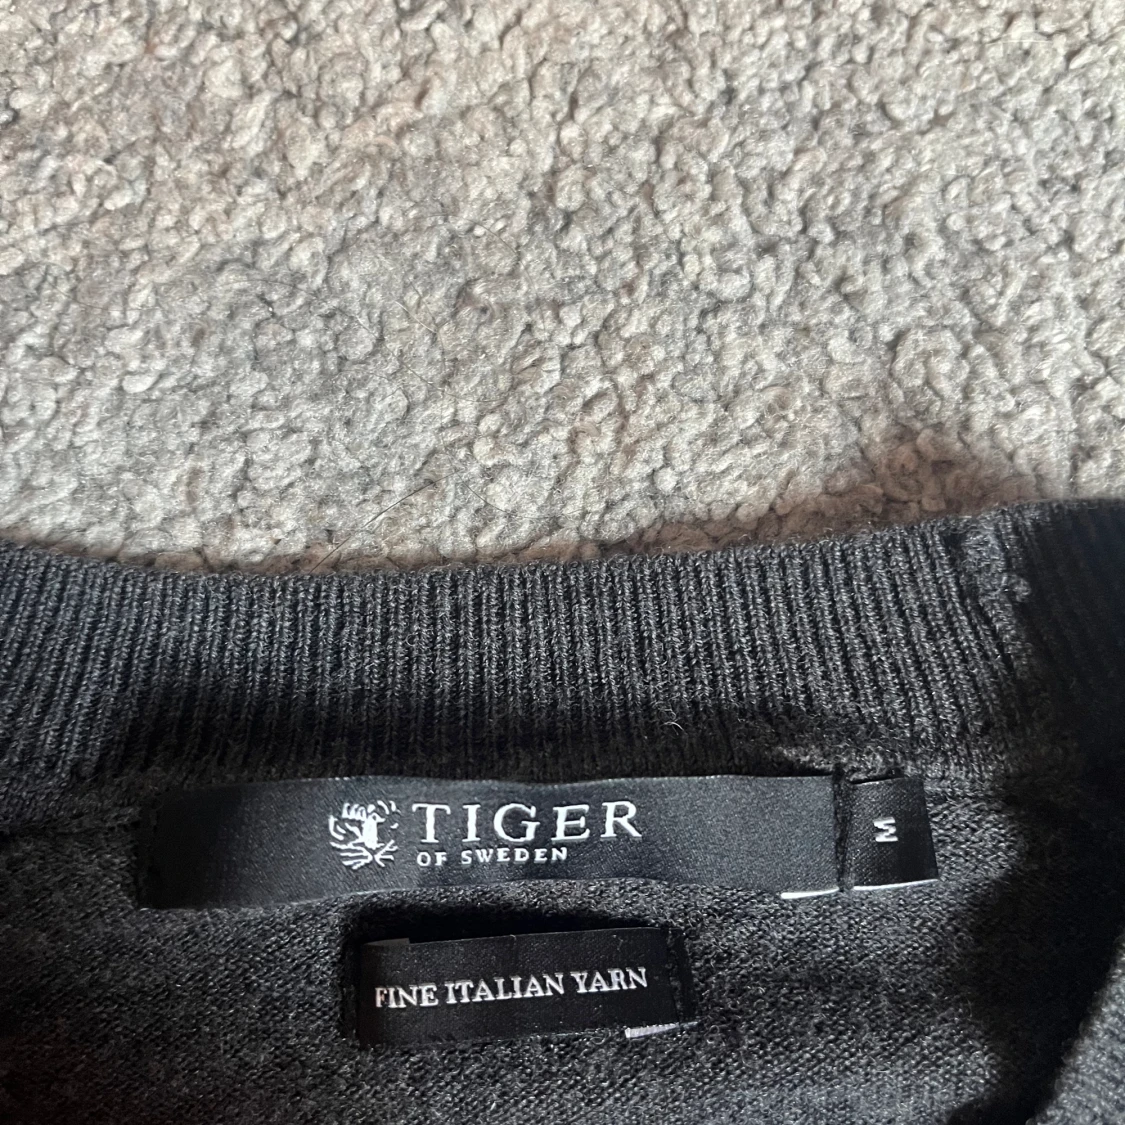 TIGER
OF SWEDEN
M
FINE ITALIAN YARN